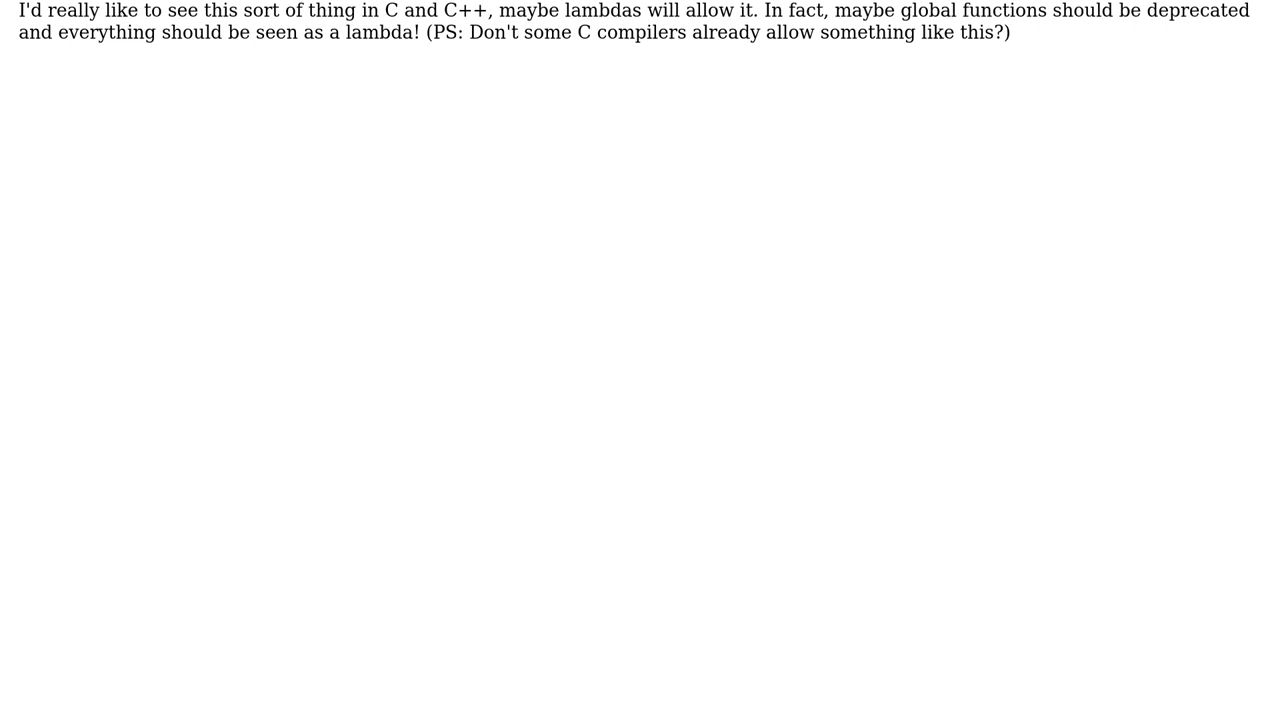 I'd really like to see this sort of thing in C and C++, maybe lambdas will allow it. In fact, maybe global functions should be deprecated
and everything should be seen as a lambda! (PS: Don't some C compilers already allow something like this?)